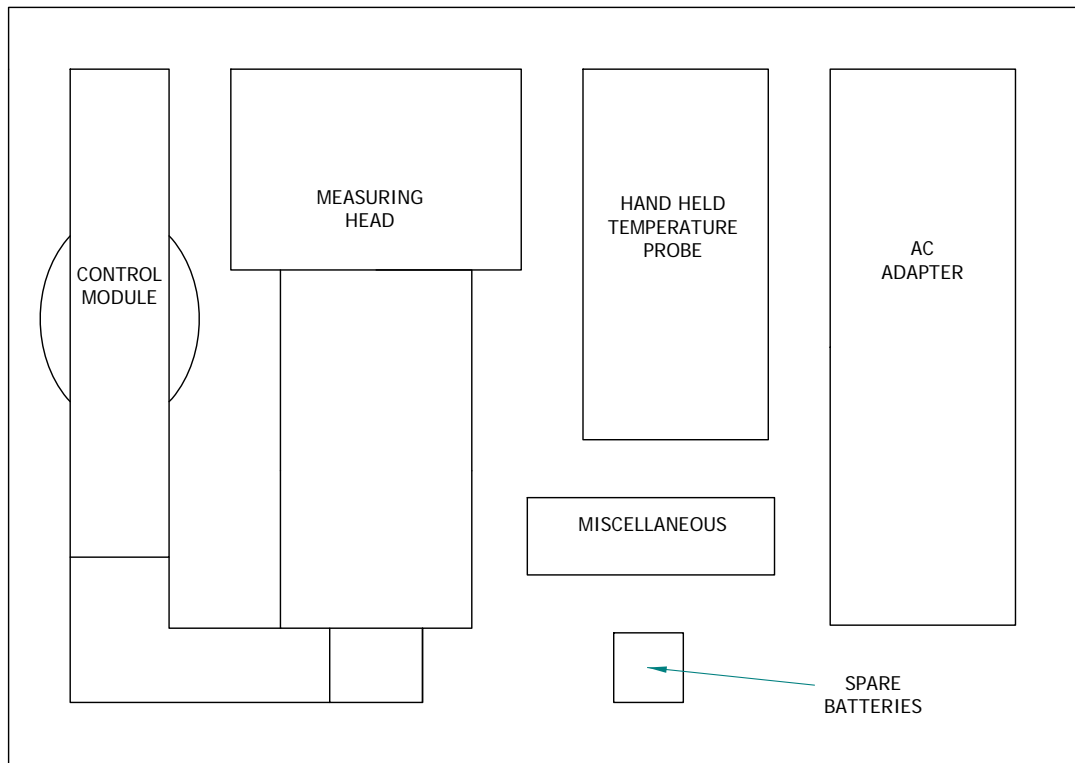 CONTROL
MODULE
MEASURING
HEAD
HAND HELD
TEMPERATURE
PROBE
AC
ADAPTER
MISCELLANEOUS
SPARE
BATTERIES